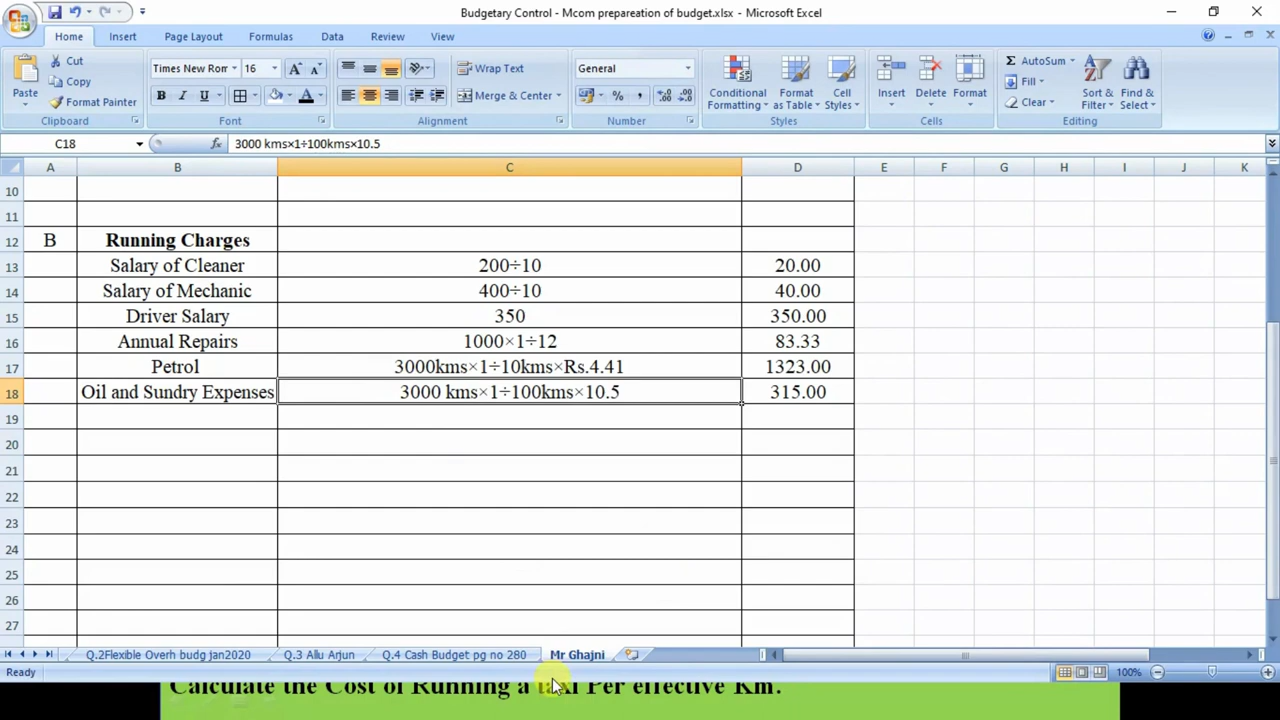 Budgetary Control - Mcom prepareation of budget.xlsx - Microsoft Excel
Home Insert Page Layout Formulas Data Review View
Paste Cut Copy Format Painter Clipboard
Times New Rom 16 B I U A Font
Wrap Text Merge & Center Alignment
General % , Number
Conditional Formatting Format as Table Cell Styles Styles
Insert Delete Format Cells
Σ AutoSum Fill Clear Sort & Filter Find & Select Editing
C18 fx 3000 kms×1÷100kms×10.5
A B C D E F G H I J K
10
11
12 B Running Charges
13 Salary of Cleaner 200÷10 20.00
14 Salary of Mechanic 400÷10 40.00
15 Driver Salary 350 350.00
16 Annual Repairs 1000×1÷12 83.33
17 Petrol 3000kms×1÷10kms×Rs.4.41 1323.00
18 Oil and Sundry Expenses 3000 kms×1÷100kms×10.5 315.00
19
20
21
22
23
24
25
26
27
Q.2Flexible Overh budg jan2020 Q.3 Allu Arjun Q.4 Cash Budget pg no 280 Mr Ghajni
Ready 100%
Calculate the Cost of Running a taxi Per effective Km.